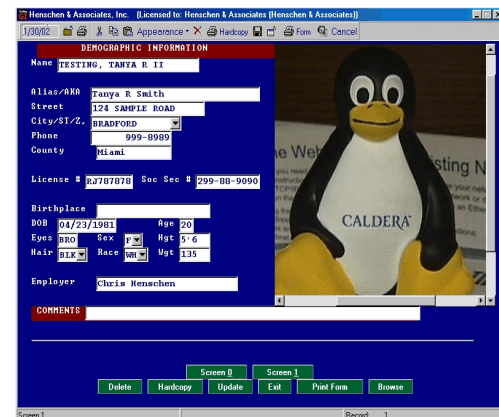 Henschen & Associates, Inc. (Licensed to: Henschen & Associates (Henschen & Associates))
1/30/02 Appearance Hardcopy Form Cancel
DEMOGRAPHIC INFORMATION
Name TESTING, TANYA R II
Alias/AKA Tanya R Smith
Street 124 SAMPLE ROAD
City/ST/Z, BRADFORD
Phone 999-8989
County Miami
License # RJ787878 Soc Sec # 299-88-9090
Birthplace
DOB 04/23/1981 Age 20
Eyes BRO Sex F Hgt 5'6
Hair BLK Race WH Wgt 135
Employer Chris Henschen
CALDERA
COMMENTS
Screen 0 Screen 1
Delete Hardcopy Update Exit Print Form Browse
Screen 1 Record: 1